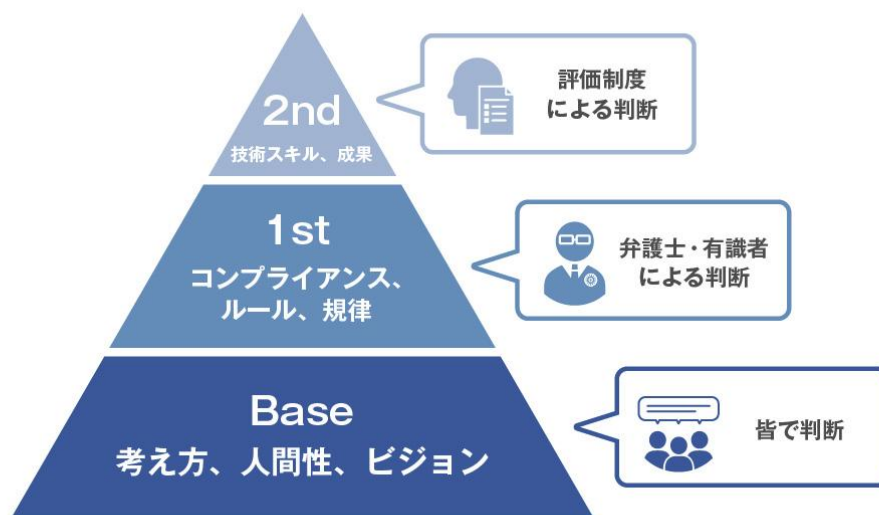 2nd
技術スキル、成果
評価制度
による判断
1st
コンプライアンス、
ルール、規律
弁護士・有識者
による判断
Base
考え方、人間性、ビジョン
皆で判断